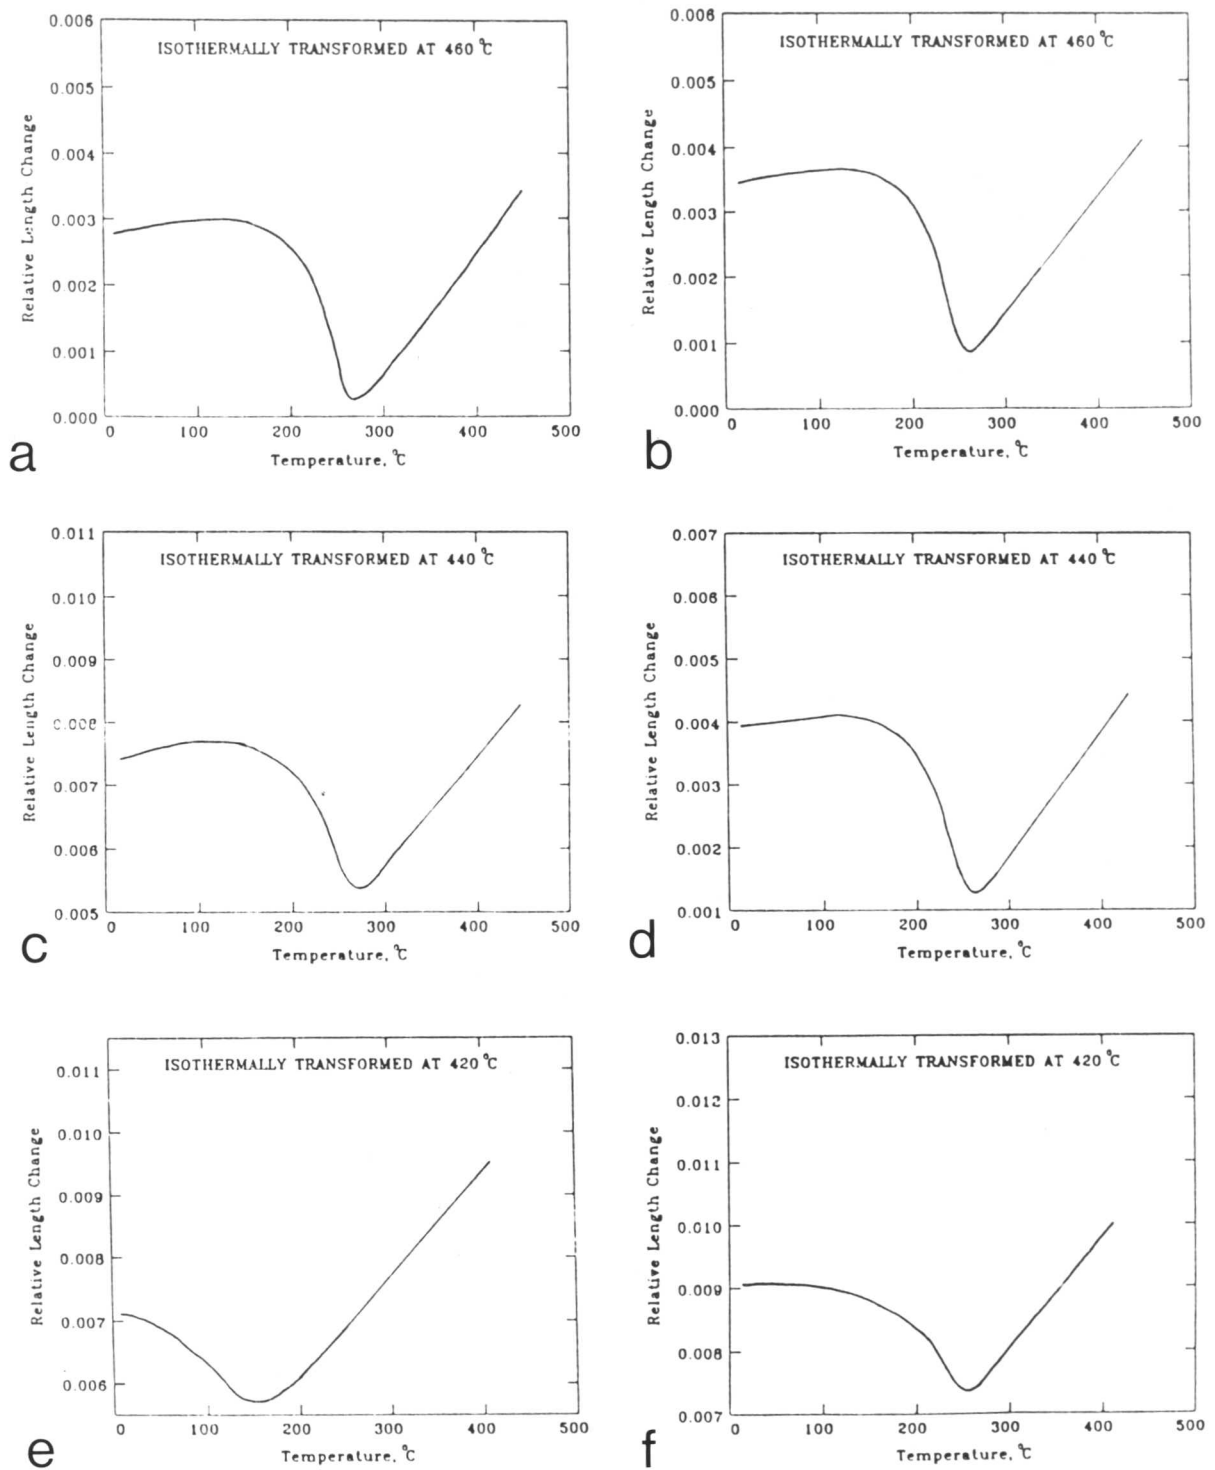 0.006
ISOTHERMALLY TRANSFORMED AT 460 °C
0.005
0.004
0.003
0.002
0.001
0.000
Relative Length Change
0 100 200 300 400 500
Temperature, °C
a
0.006
ISOTHERMALLY TRANSFORMED AT 460 °C
0.005
0.004
0.003
0.002
0.001
0.000
Relative Length Change
0 100 200 300 400 500
Temperature, °C
b
0.011
ISOTHERMALLY TRANSFORMED AT 440 °C
0.010
0.009
0.008
0.007
0.006
0.005
Relative Length Change
0 100 200 300 400 500
Temperature, °C
c
0.007
ISOTHERMALLY TRANSFORMED AT 440 °C
0.006
0.005
0.004
0.003
0.002
0.001
Relative Length Change
0 100 200 300 400 500
Temperature, °C
d
ISOTHERMALLY TRANSFORMED AT 420 °C
0.011
0.010
0.009
0.008
0.007
0.006
Relative Length Change
0 100 200 300 400 500
Temperature, °C
e
0.013
ISOTHERMALLY TRANSFORMED AT 420 °C
0.012
0.011
0.010
0.009
0.008
0.007
Relative Length Change
0 100 200 300 400 500
Temperature, °C
f